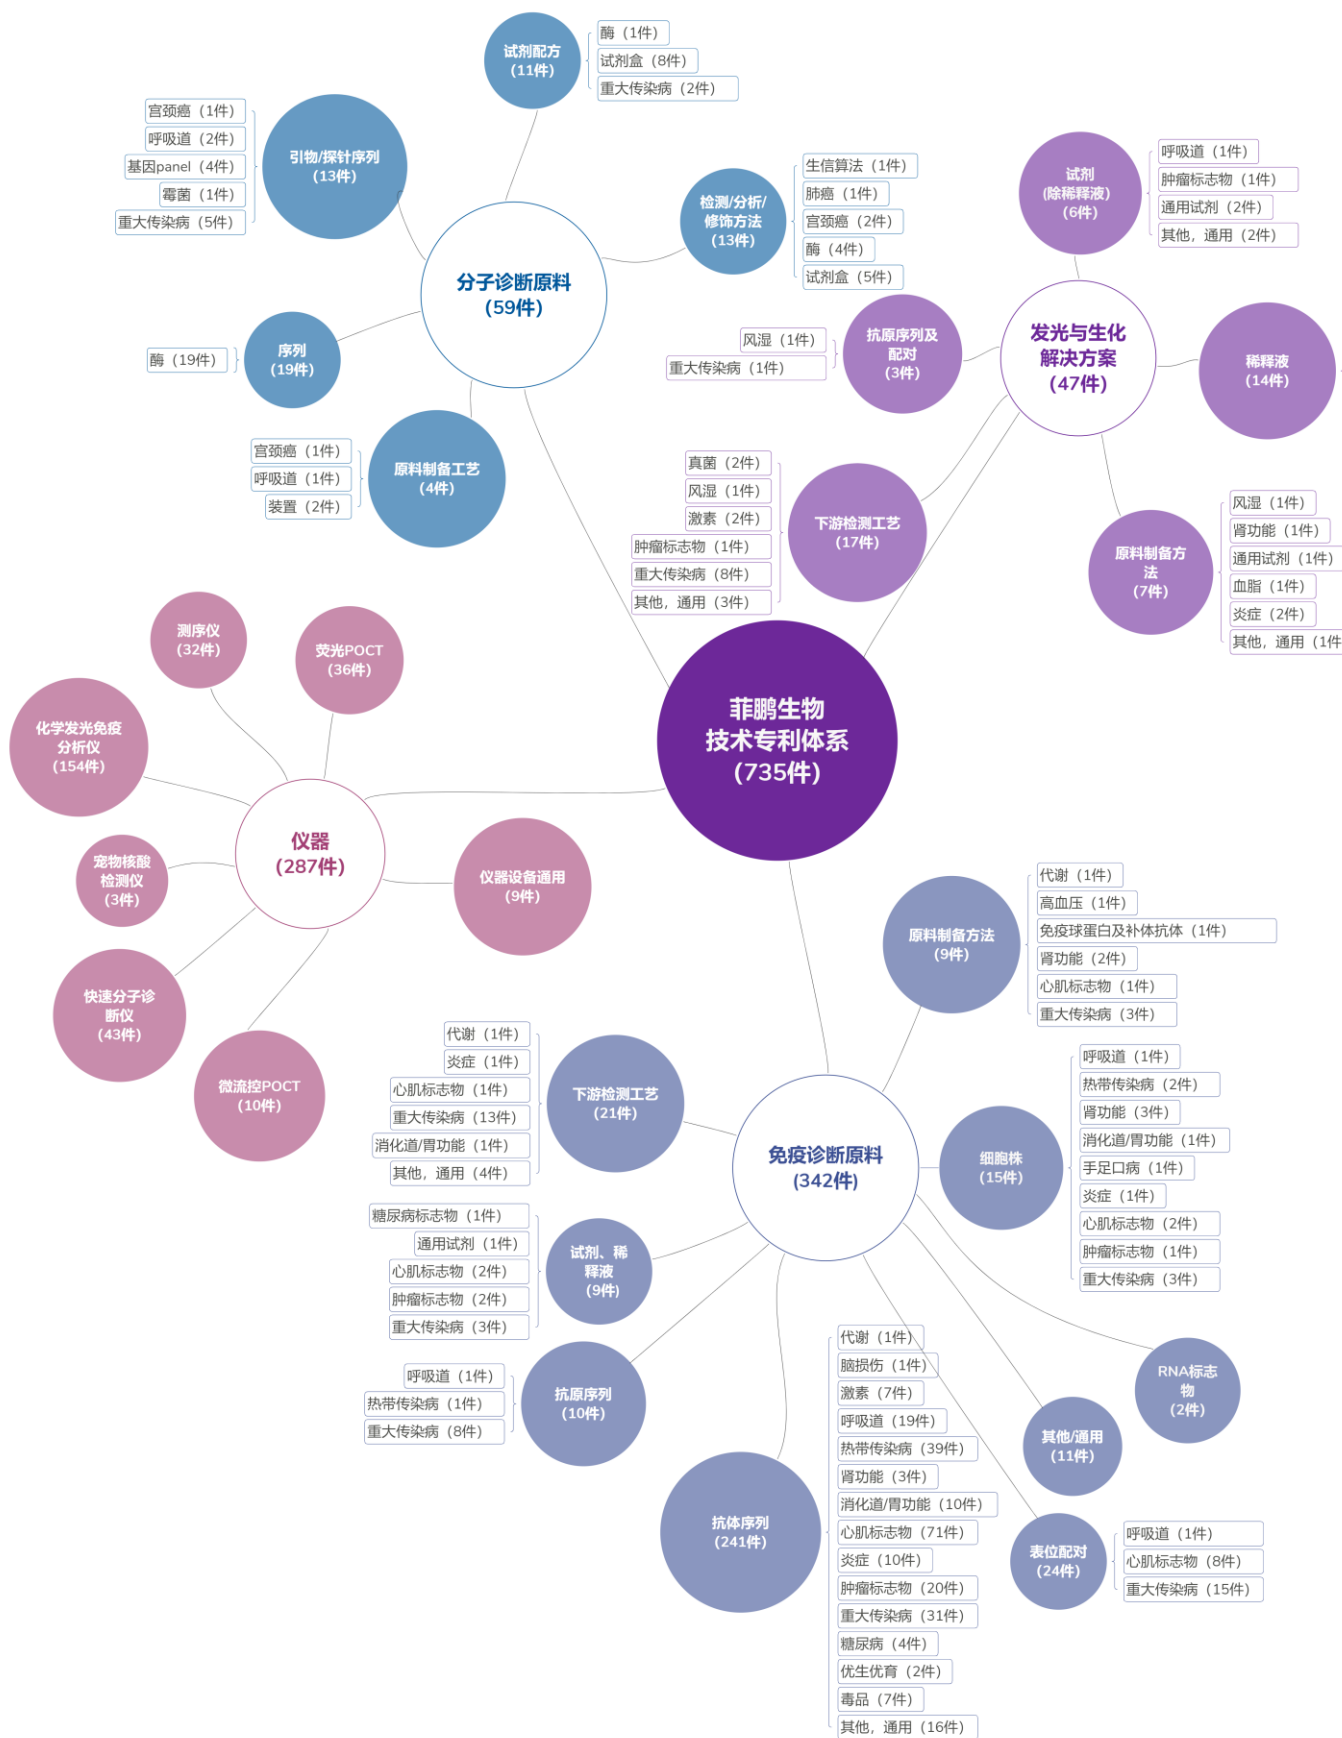 试剂配方
(11件)
酶（1件）
试剂盒（8件）
重大传染病（2件）
引物/探针序列
(13件)
宫颈癌（1件）
呼吸道（2件）
基因panel（4件）
霉菌（1件）
重大传染病（5件）
检测/分析/
修饰方法
(13件)
生信算法（1件）
肺癌（1件）
宫颈癌（2件）
酶（4件）
试剂盒（5件）
分子诊断原料
(59件)
序列
(19件)
酶（19件）
原料制备工艺
(4件)
宫颈癌（1件）
呼吸道（1件）
装置（2件）
试剂
(除稀释液)
(6件)
呼吸道（1件）
肿瘤标志物（1件）
通用试剂（2件）
其他，通用（2件）
发光与生化
解决方案
(47件)
抗原序列及
配对
(3件)
风湿（1件）
重大传染病（1件）
稀释液
(14件)
下游检测工艺
(17件)
真菌（2件）
风湿（1件）
激素（2件）
肿瘤标志物（1件）
重大传染病（8件）
其他，通用（3件）
原料制备方
法
(7件)
风湿（1件）
肾功能（1件）
通用试剂（1件）
血脂（1件）
炎症（2件）
其他，通用（1件
菲鹏生物
技术专利体系
(735件)
测序仪
(32件)
荧光POCT
(36件)
化学发光免疫
分析仪
(154件)
仪器
(287件)
宠物核酸
检测仪
(3件)
仪器设备通用
(9件)
快速分子诊
断仪
(43件)
微流控POCT
(10件)
原料制备方法
(9件)
代谢（1件）
高血压（1件）
免疫球蛋白及补体抗体（1件）
肾功能（2件）
心肌标志物（1件）
重大传染病（3件）
下游检测工艺
(21件)
代谢（1件）
炎症（1件）
心肌标志物（1件）
重大传染病（13件）
消化道/胃功能（1件）
其他，通用（4件）
免疫诊断原料
(342件)
细胞株
(15件)
呼吸道（1件）
热带传染病（2件）
肾功能（3件）
消化道/胃功能（1件）
手足口病（1件）
炎症（1件）
心肌标志物（2件）
肿瘤标志物（1件）
重大传染病（3件）
试剂、稀
释液
(9件)
糖尿病标志物（1件）
通用试剂（1件）
心肌标志物（2件）
肿瘤标志物（2件）
重大传染病（3件）
抗原序列
(10件)
呼吸道（1件）
热带传染病（1件）
重大传染病（8件）
抗体序列
(241件)
代谢（1件）
脑损伤（1件）
激素（7件）
呼吸道（19件）
热带传染病（39件）
肾功能（3件）
消化道/胃功能（10件）
心肌标志物（71件）
炎症（10件）
肿瘤标志物（20件）
重大传染病（31件）
糖尿病（4件）
优生优育（2件）
毒品（7件）
其他，通用（16件）
RNA标志
物
(2件)
其他/通用
(11件)
表位配对
(24件)
呼吸道（1件）
心肌标志物（8件）
重大传染病（15件）